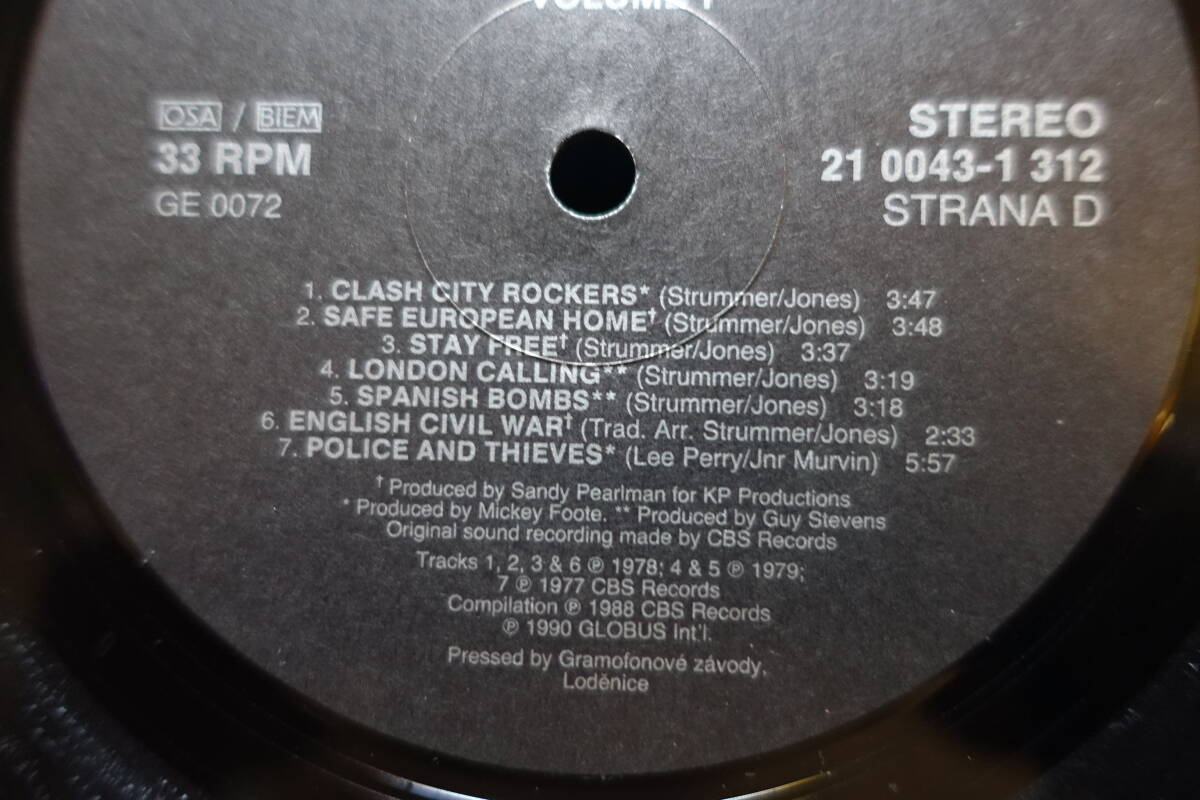 VOLUME 1
OSA / BIEM
33 RPM
GE 0072
STEREO
21 0043-1 312
STRANA D
1. CLASH CITY ROCKERS* (Strummer/Jones) 3:47
2. SAFE EUROPEAN HOME† (Strummer/Jones) 3:48
3. STAY FREE† (Strummer/Jones) 3:37
4. LONDON CALLING** (Strummer/Jones) 3:19
5. SPANISH BOMBS** (Strummer/Jones) 3:18
6. ENGLISH CIVIL WAR† (Trad. Arr. Strummer/Jones) 2:33
7. POLICE AND THIEVES* (Lee Perry/Jnr Murvin) 5:57
† Produced by Sandy Pearlman for KP Productions
* Produced by Mickey Foote. ** Produced by Guy Stevens
Original sound recording made by CBS Records
Tracks 1, 2, 3 & 6 ℗ 1978; 4 & 5 ℗ 1979;
7 ℗ 1977 CBS Records
Compilation ℗ 1988 CBS Records
℗ 1990 GLOBUS Int'l.
Pressed by Gramofonové závody,
Loděnice